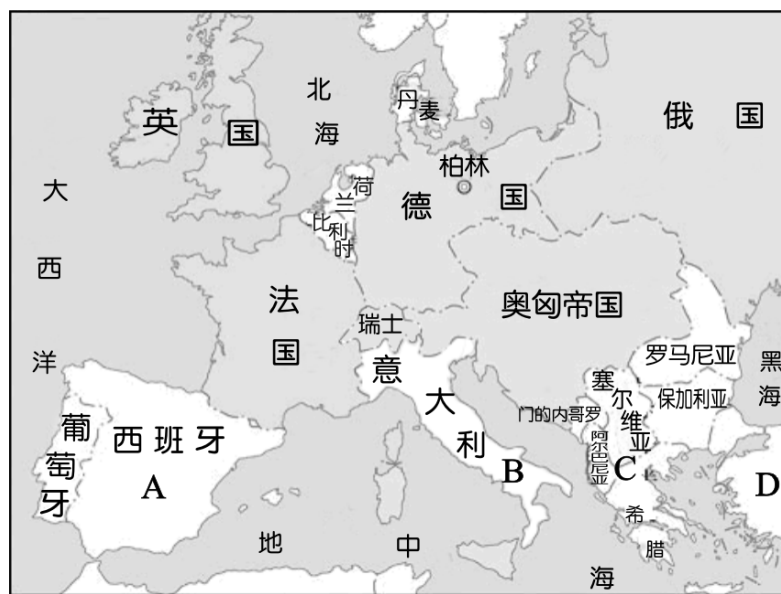 北海
丹麦
英国
俄国
柏林
大西洋
荷兰
德国
比利时
法国
奥匈帝国
瑞士
意大利
罗马尼亚
黑海
塞尔维亚
保加利亚
门的内哥罗
葡萄牙
西班牙
阿尔巴尼亚
A
B
C
D
希腊
地中海